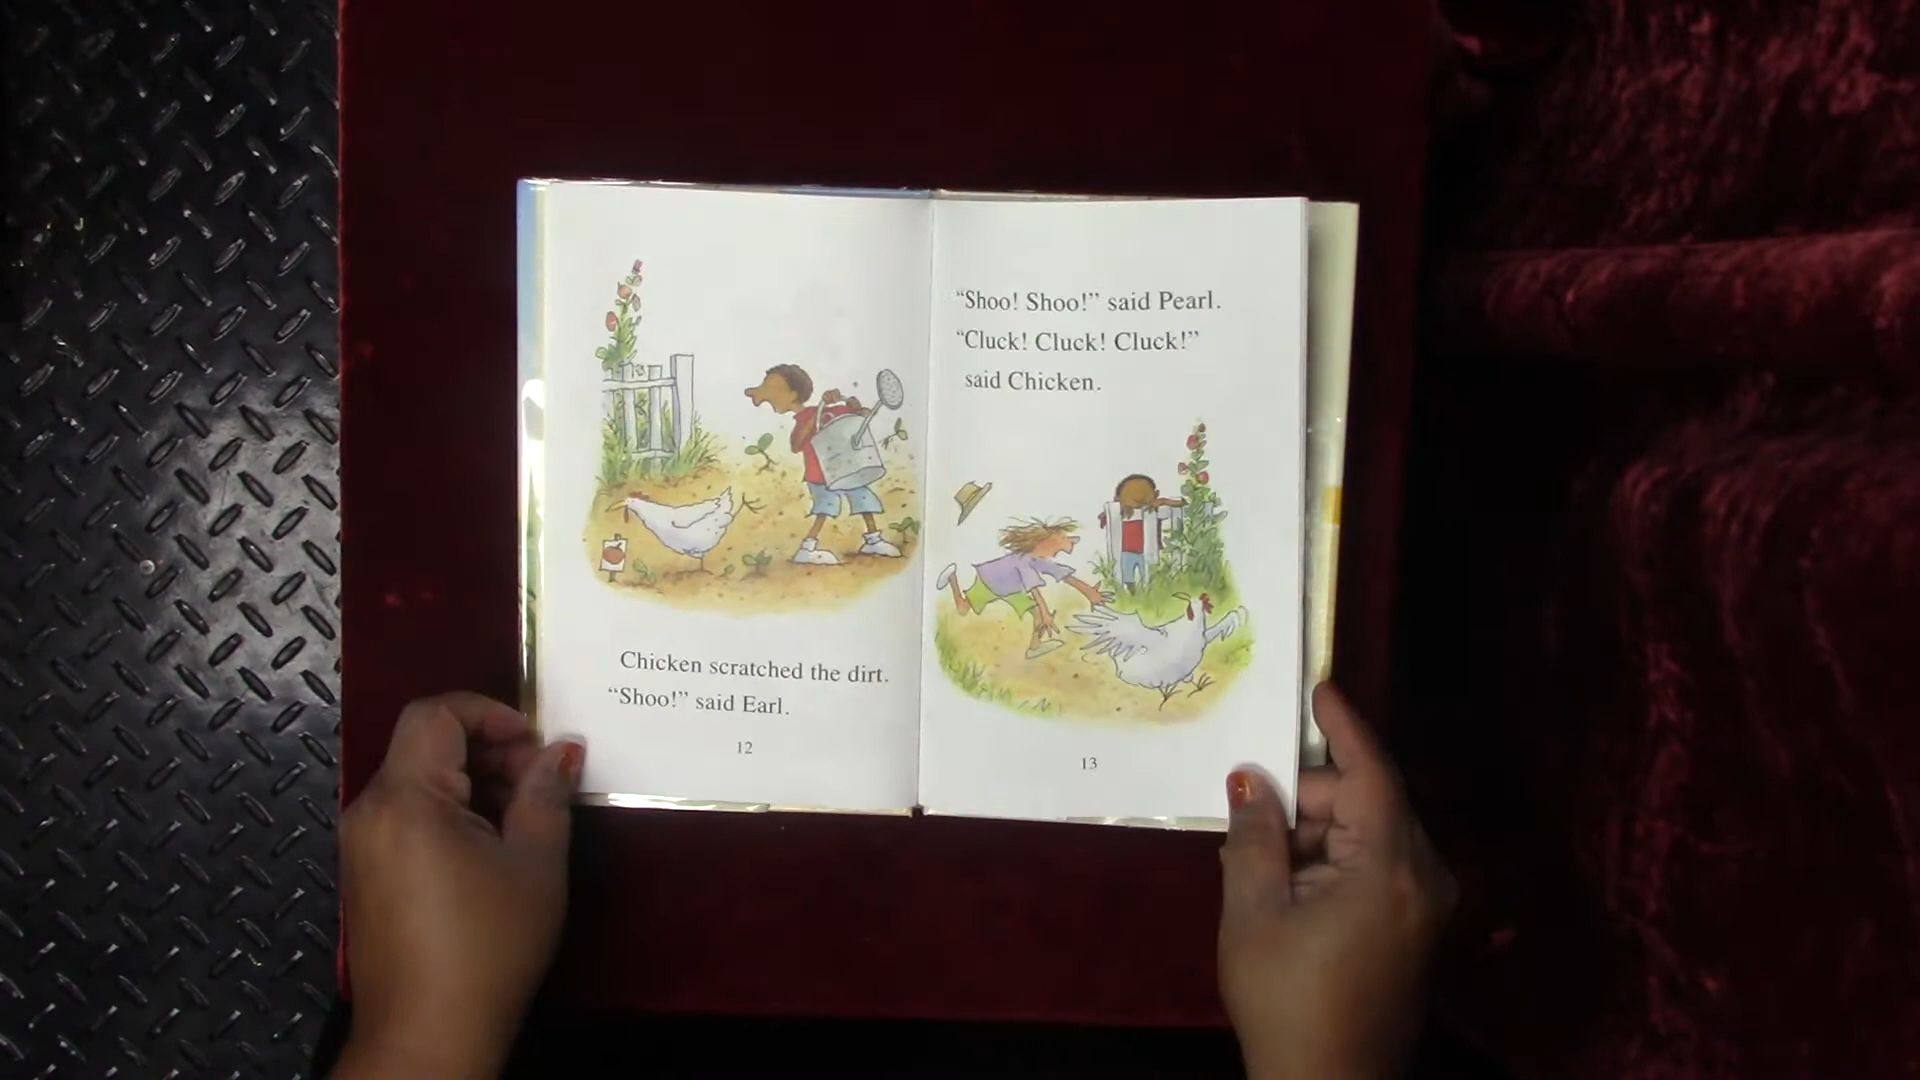 Chicken scratched the dirt.
“Shoo!” said Earl.
12
“Shoo! Shoo!” said Pearl.
“Cluck! Cluck! Cluck!”
said Chicken.
13